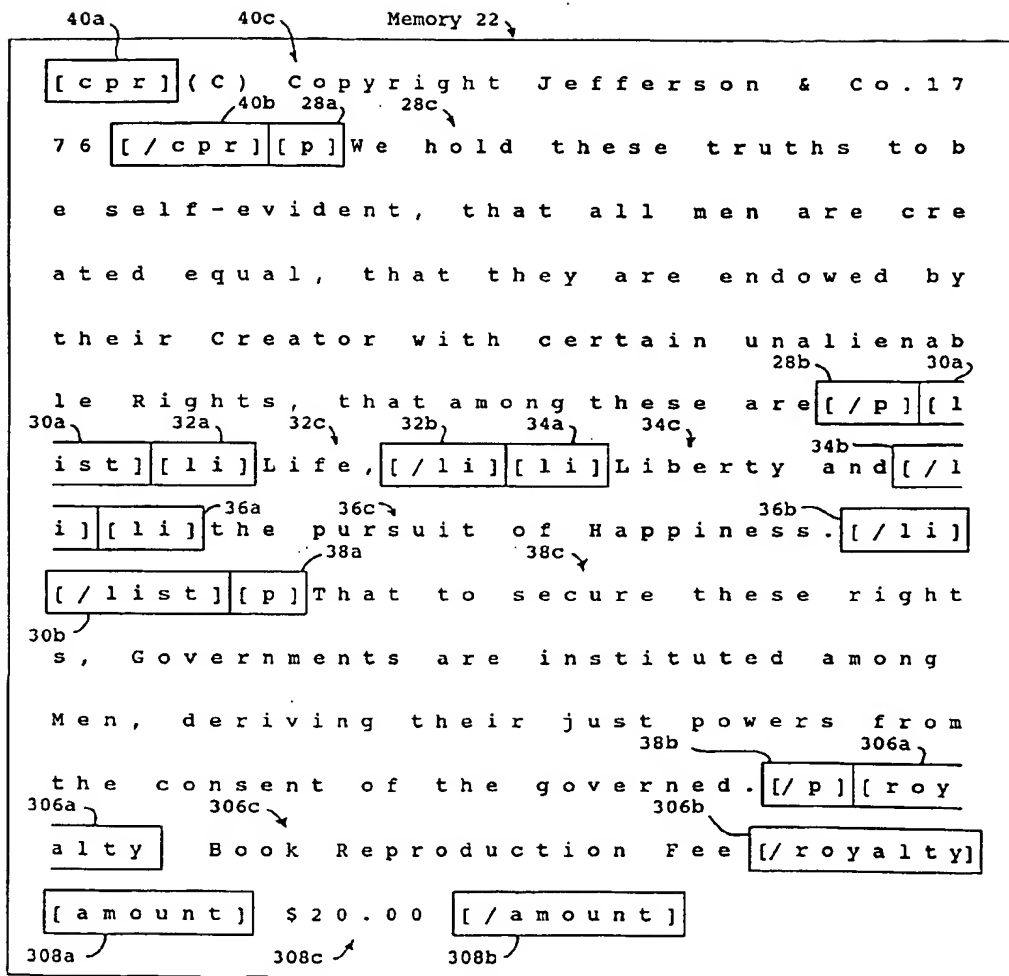 40a 40c Memory 22
[cpr](C) Copyright Jefferson & Co.17
40b 28a 28c
76 [/cpr][p]We hold these truths to b
e self-evident, that all men are cre
ated equal, that they are endowed by
their Creator with certain unalienab
28b 30a
le Rights, that among these are[/p][l
30a 32a 32c 32b 34a 34c 34b
ist][li]Life,[/li][li]Liberty and[/l
36a 36c 36b
i][li]the pursuit of Happiness.[/li]
38a 38c
[/list][p]That to secure these right
30b
s, Governments are instituted among
Men, deriving their just powers from
38b 306a
the consent of the governed.[/p][roy
306a 306c 306b
alty Book Reproduction Fee[/royalty]
[amount] $20.00 [/amount]
308a 308c 308b